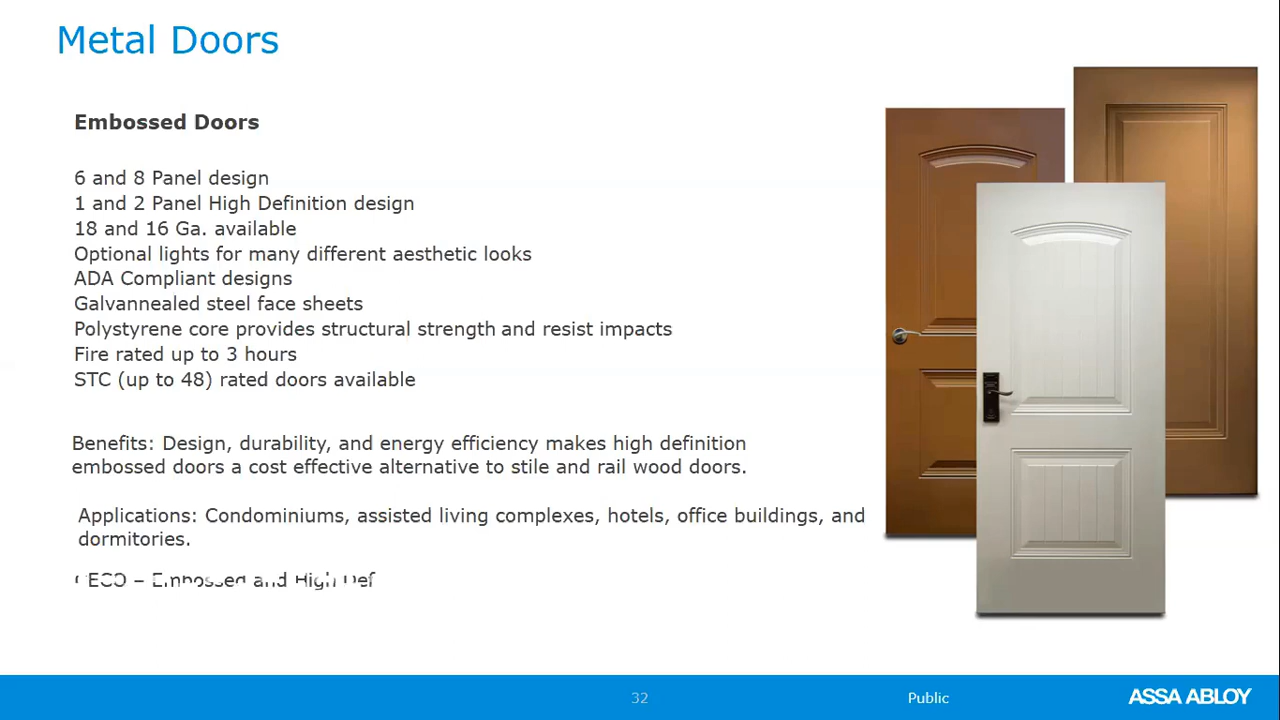 Metal Doors
Embossed Doors
6 and 8 Panel design
1 and 2 Panel High Definition design
18 and 16 Ga. available
Optional lights for many different aesthetic looks
ADA Compliant designs
Galvannealed steel face sheets
Polystyrene core provides structural strength and resist impacts
Fire rated up to 3 hours
STC (up to 48) rated doors available
Benefits: Design, durability, and energy efficiency makes high definition
embossed doors a cost effective alternative to stile and rail wood doors.
Applications: Condominiums, assisted living complexes, hotels, office buildings, and
dormitories.
CECO – Embossed and High Def
32
Public
ASSA ABLOY